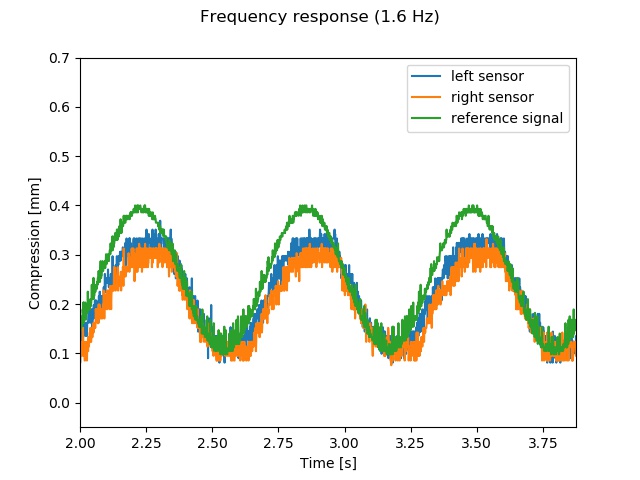 Frequency response (1.6 Hz)
left sensor
right sensor
reference signal
Compression [mm]
0.7
0.6
0.5
0.4
0.3
0.2
0.1
0.0
2.00 2.25 2.50 2.75 3.00 3.25 3.50 3.75
Time [s]